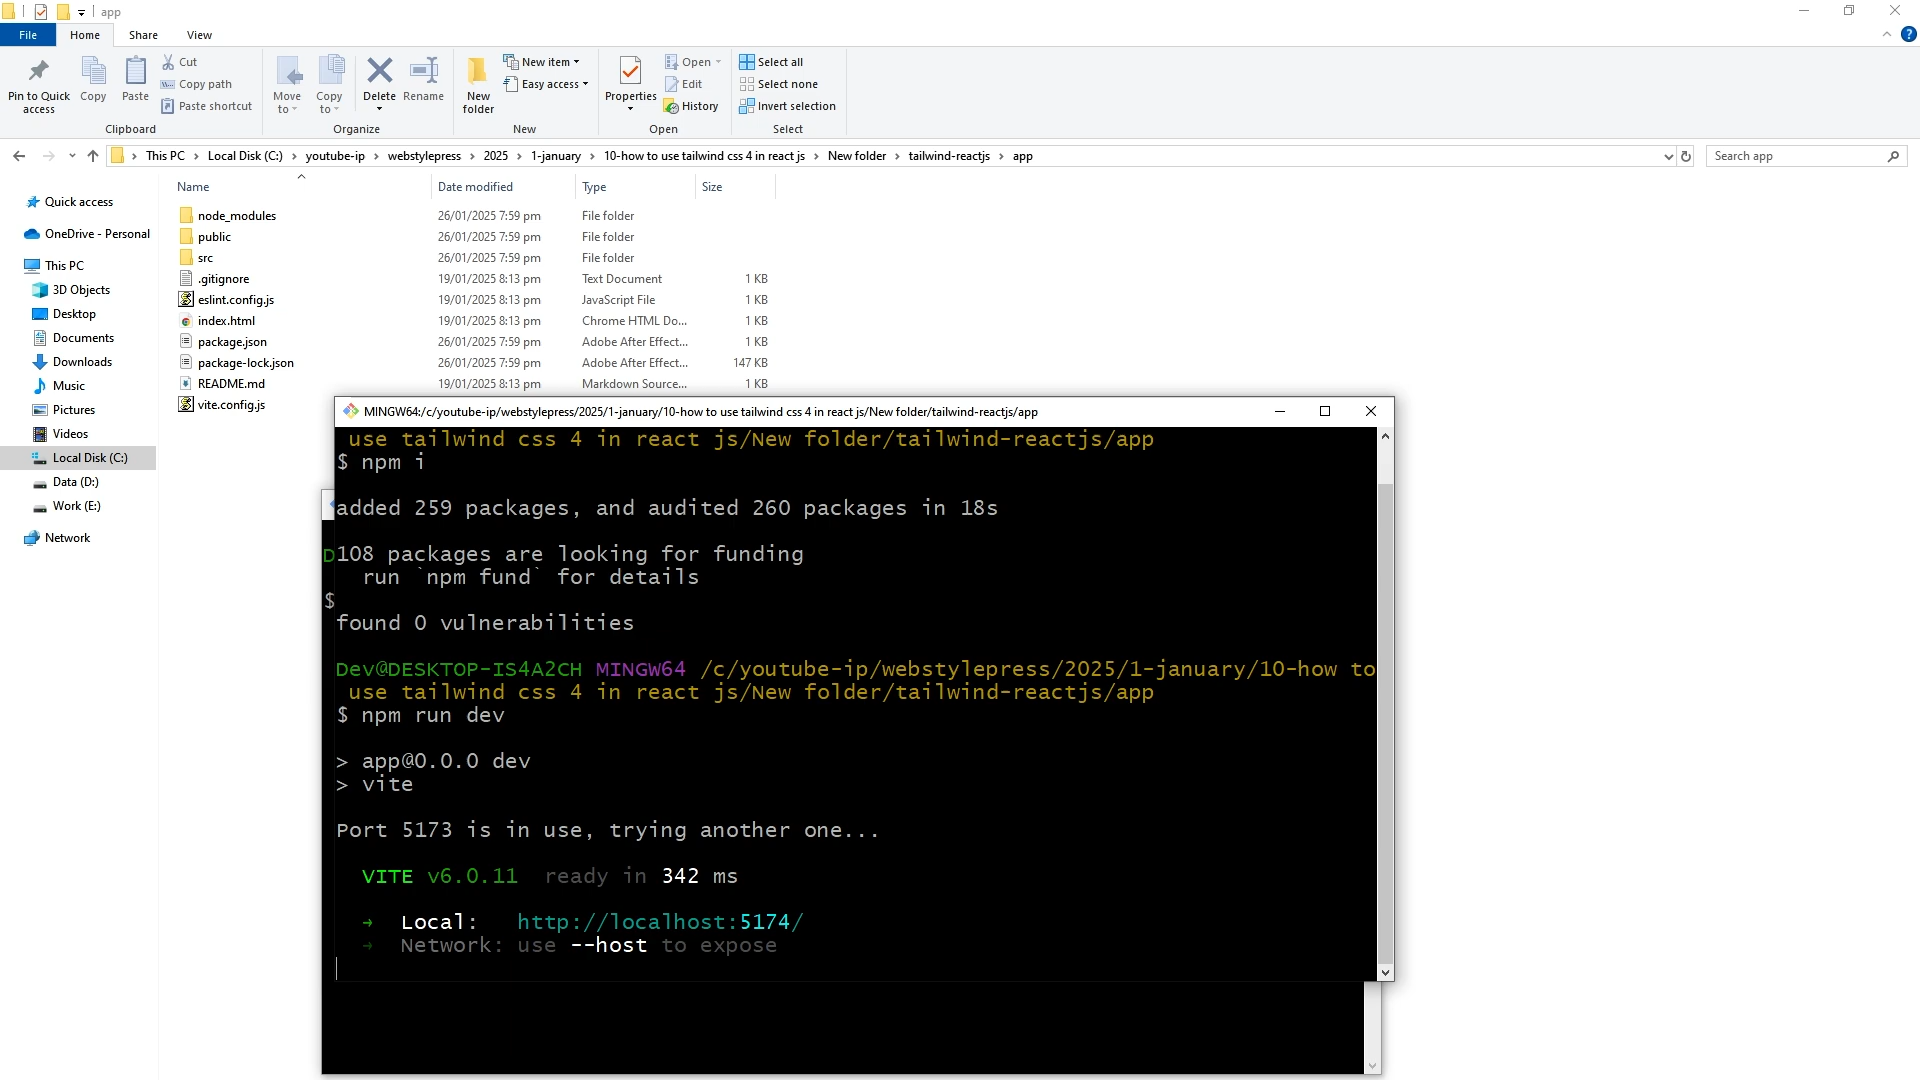 app
File
Home
Share
View
Pin to Quick access
Copy
Paste
Cut
Copy path
Paste shortcut
Clipboard
Move to
Copy to
Delete
Rename
Organize
New folder
New item
Easy access
New
Properties
Open
Edit
History
Open
Select all
Select none
Invert selection
Select
This PC > Local Disk (C:) > youtube-ip > webstylepress > 2025 > 1-january > 10-how to use tailwind css 4 in react js > New folder > tailwind-reactjs > app
Search app
Name Date modified Type Size
Quick access
OneDrive - Personal
This PC
3D Objects
Desktop
Documents
Downloads
Music
Pictures
Videos
Local Disk (C:)
Data (D:)
Work (E:)
Network
node_modules 26/01/2025 7:59 pm File folder
public 26/01/2025 7:59 pm File folder
src 26/01/2025 7:59 pm File folder
.gitignore 19/01/2025 8:13 pm Text Document 1 KB
eslint.config.js 19/01/2025 8:13 pm JavaScript File 1 KB
index.html 19/01/2025 8:13 pm Chrome HTML Do... 1 KB
package.json 26/01/2025 7:59 pm Adobe After Effect... 1 KB
package-lock.json 26/01/2025 7:59 pm Adobe After Effect... 147 KB
README.md 19/01/2025 8:13 pm Markdown Source... 1 KB
vite.config.js
MINGW64:/c/youtube-ip/webstylepress/2025/1-january/10-how to use tailwind css 4 in react js/New folder/tailwind-reactjs/app
use tailwind css 4 in react js/New folder/tailwind-reactjs/app
$ npm i
added 259 packages, and audited 260 packages in 18s
D
108 packages are looking for funding
run `npm fund` for details
$
found 0 vulnerabilities
Dev@DESKTOP-IS4A2CH MINGW64 /c/youtube-ip/webstylepress/2025/1-january/10-how to
use tailwind css 4 in react js/New folder/tailwind-reactjs/app
$ npm run dev
> app@0.0.0 dev
> vite
Port 5173 is in use, trying another one...
VITE v6.0.11 ready in 342 ms
➜ Local: http://localhost:5174/
➜ Network: use --host to expose